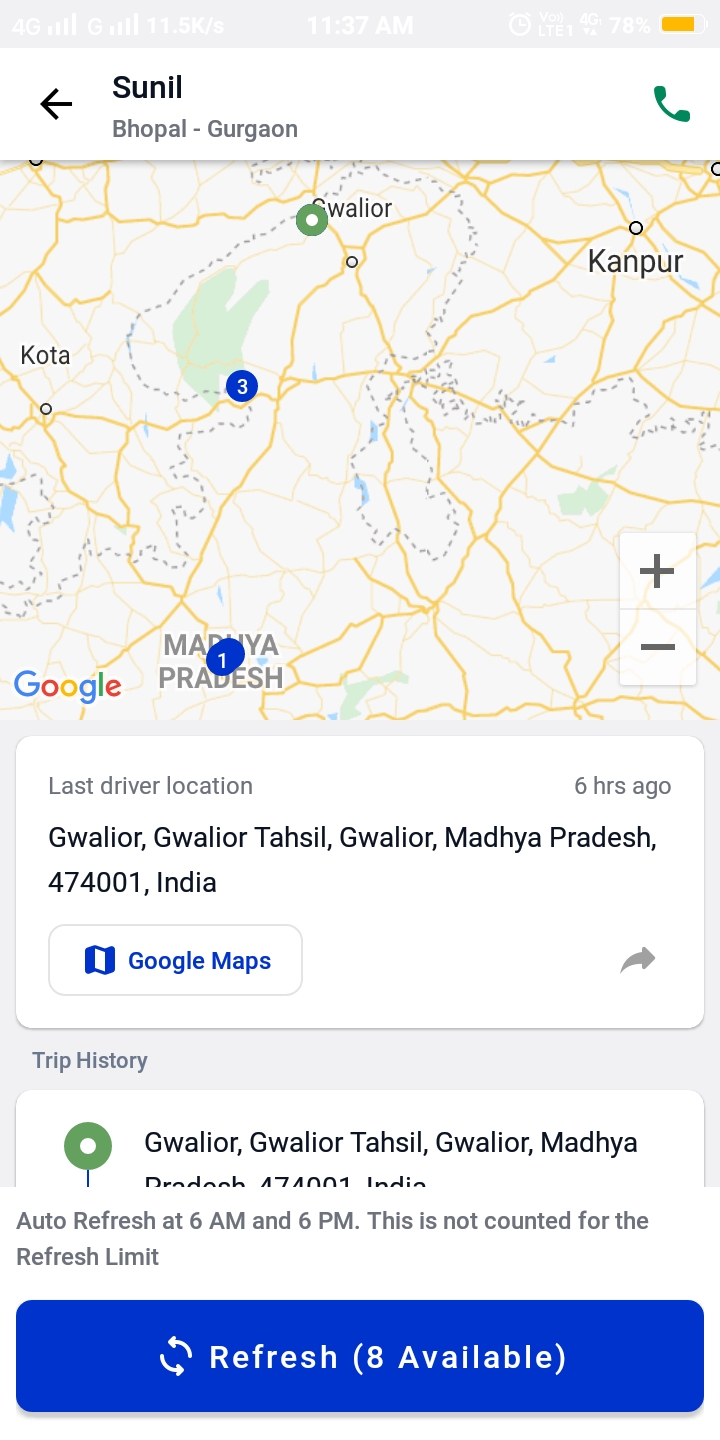 4G G 11.5K/s 11:37 AM VoLTE 1 4G 78%
Sunil
Bhopal - Gurgaon
Gwalior
Kanpur
Kota
3
MADHYA
1
PRADESH
Google
Last driver location 6 hrs ago
Gwalior, Gwalior Tahsil, Gwalior, Madhya Pradesh,
474001, India
Google Maps
Trip History
Gwalior, Gwalior Tahsil, Gwalior, Madhya
Pradesh, 474001, India
Auto Refresh at 6 AM and 6 PM. This is not counted for the
Refresh Limit
Refresh (8 Available)